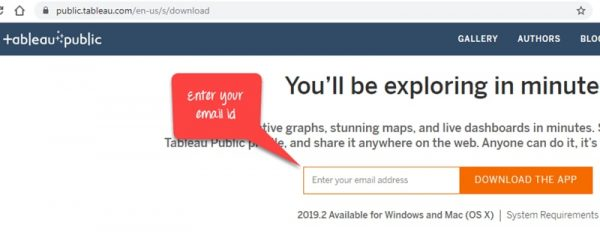 public.tableau.com/en-us/s/download
+ableau public
GALLERY AUTHORS BLO
You'll be exploring in minute
Enter your
email id
tive graphs, stunning maps, and live dashboards in minutes. S
Tableau Public and share it anywhere on the web. Anyone can do it, it's
Enter your email address
DOWNLOAD THE APP
2019.2 Available for Windows and Mac (OS X) | System Requirements